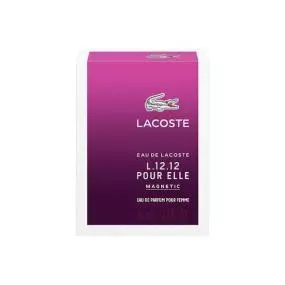 LACOSTE
EAU DE LACOSTE
L.12.12
POUR ELLE
MAGNETIC
EAU DE PARFUM POUR FEMME